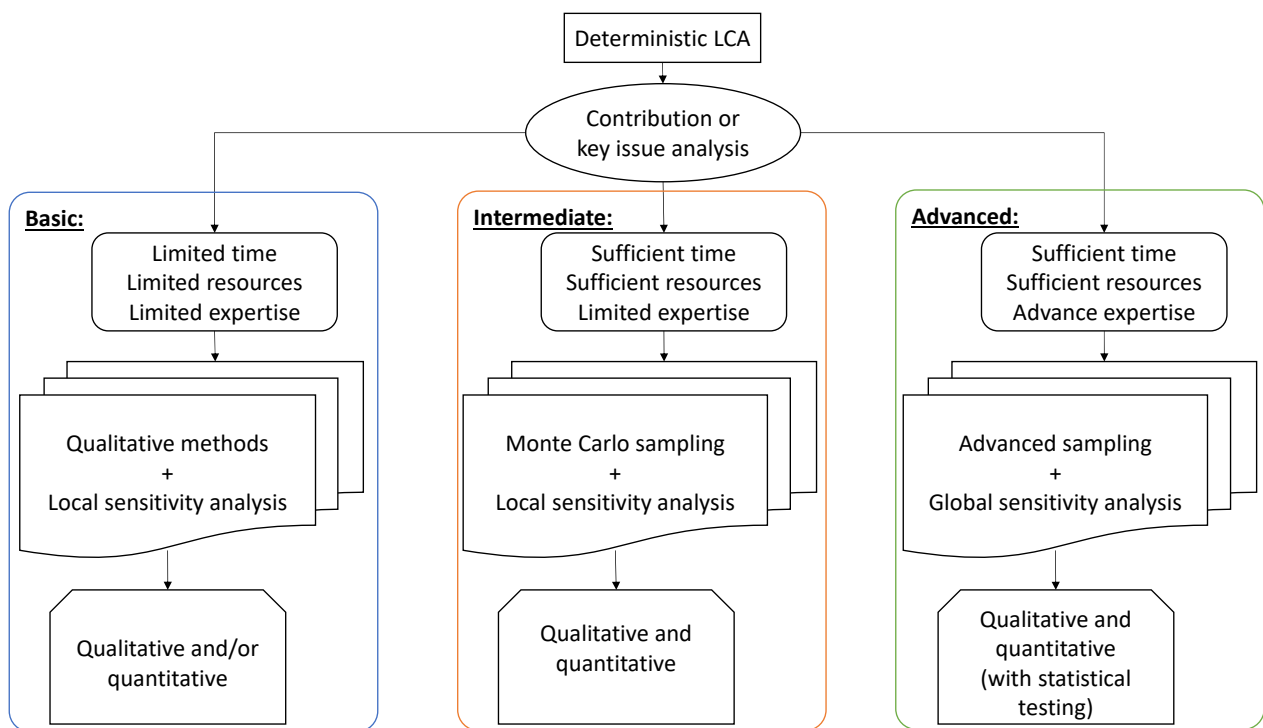 Deterministic LCA
Contribution or
key issue analysis
Basic:
Limited time
Limited resources
Limited expertise
Qualitative methods
+
Local sensitivity analysis
Qualitative and/or
quantitative
Intermediate:
Sufficient time
Sufficient resources
Limited expertise
Monte Carlo sampling
+
Local sensitivity analysis
Qualitative and
quantitative
Advanced:
Sufficient time
Sufficient resources
Advance expertise
Advanced sampling
+
Global sensitivity analysis
Qualitative and
quantitative
(with statistical
testing)